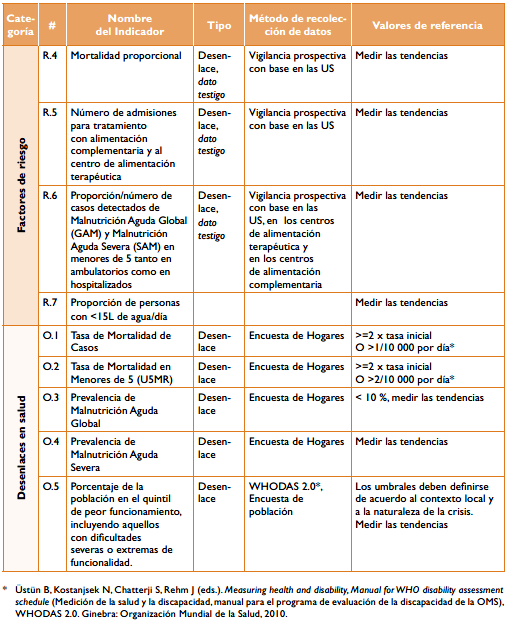 Cate-
goría
#
Nombre
del Indicador
Tipo
Método de recolec-
ción de datos
Valores de referencia
Factores de riesgo
R.4
Mortalidad proporcional
Desen-
lace,
dato
testigo
Vigilancia prospectiva
con base en las US
Medir las tendencias
R.5
Número de admisiones
para tratamiento
con alimentación
complementaria y al
centro de alimentación
terapéutica
Desen-
lace,
dato
testigo
Vigilancia prospectiva
con base en las US
Medir las tendencias
R.6
Proporción/número de
casos detectados de
Malnutrición Aguda Global
(GAM) y Malnutrición
Aguda Severa (SAM) en
menores de 5 tanto en
ambulatorios como en
hospitalizados
Desen-
lace, dato
testigo
Vigilancia prospectiva
con base en las
US, en los centros
de alimentación
terapéutica y
en los centros
de alimentación
complementaria
Medir las tendencias
R.7
Proporción de personas
con <15L de agua/día
Medir las tendencias
Desenlaces en salud
O.1
Tasa de Mortalidad de
Casos
Desen-
lace
Encuesta de Hogares
>=2 x tasa inicial
O >1/10 000 por día*
O.2
Tasa de Mortalidad en
Menores de 5 (U5MR)
Desen-
lace
Encuesta de Hogares
>=2 x tasa inicial
O >2/10 000 por día*
O.3
Prevalencia de
Malnutrición Aguda
Global
Desen-
lace
Encuesta de Hogares
< 10 %, medir las tendencias
O.4
Prevalencia de
Malnutrición Aguda
Severa
Desen-
lace
Encuesta de Hogares
Medir las tendencias
O.5
Porcentaje de la
población en el quintil
de peor funcionamiento,
incluyendo aquellos
con dificultades
severas o extremas de
funcionalidad.
Desen-
lace
WHODAS 2.0*,
Encuesta de
población
Los umbrales deben definirse
de acuerdo al contexto local y
a la naturaleza de la crisis.
Medir las tendencias
* Üstün B, Kostanjsek N, Chatterji S, Rehm J (eds.). Measuring health and disability, Manual for WHO disability assessment
schedule (Medición de la salud y la discapacidad, manual para el programa de evaluación de la discapacidad de la OMS),
WHODAS 2.0. Ginebra: Organización Mundial de la Salud, 2010.